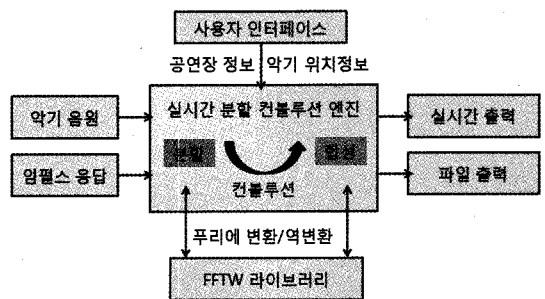 사용자 인터페이스
공연장 정보 악기 위치정보
악기 음원
임펄스 응답
실시간 분할 컨볼루션 엔진
분할
합성
컨볼루션
실시간 출력
파일 출력
푸리에 변환/역변환
FFTW 라이브러리